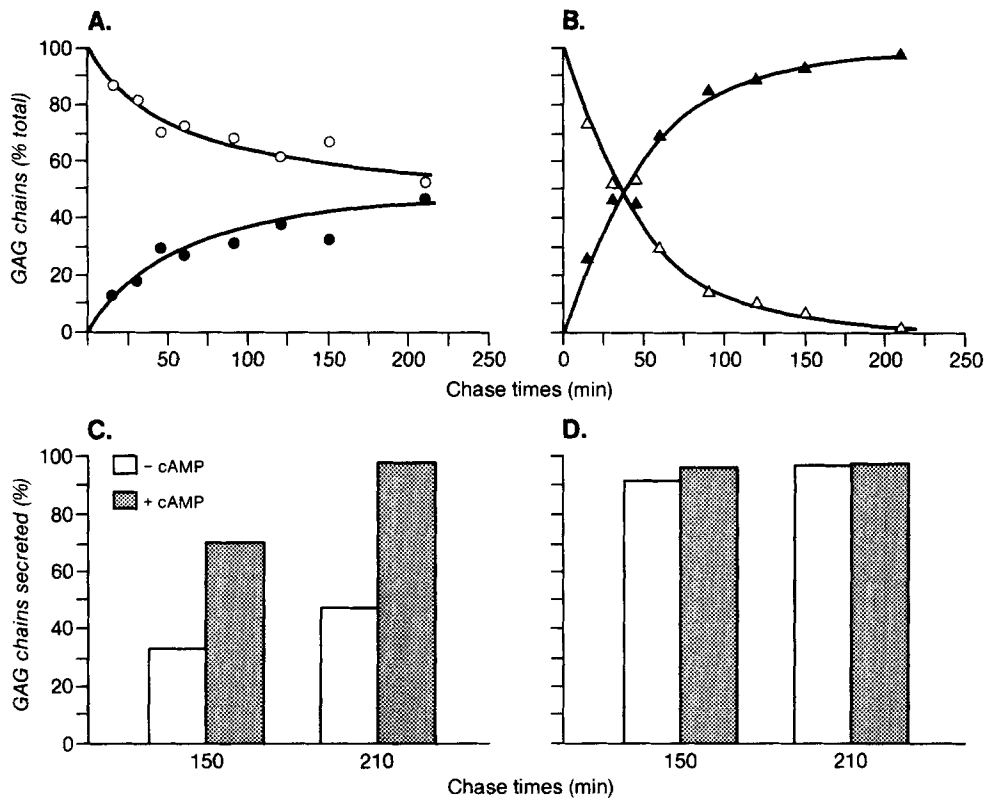 A.
B.
100
80
60
40
20
0
GAG chains (% total)
50 100 150 200 250
0 50 100 150 200 250
Chase times (min)
C.
D.
100
80
60
40
20
0
GAG chains secreted (%)
- cAMP
+ cAMP
150 210
150 210
Chase times (min)